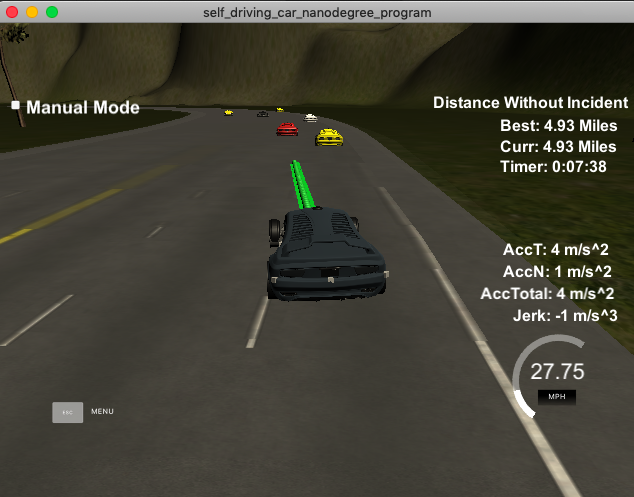 self_driving_car_nanodegree_program
Manual Mode
Distance Without Incident
Best: 4.93 Miles
Curr: 4.93 Miles
Timer: 0:07:38
AccT: 4 m/s^2
AccN: 1 m/s^2
AccTotal: 4 m/s^2
Jerk: -1 m/s^3
27.75
MPH
ESC MENU